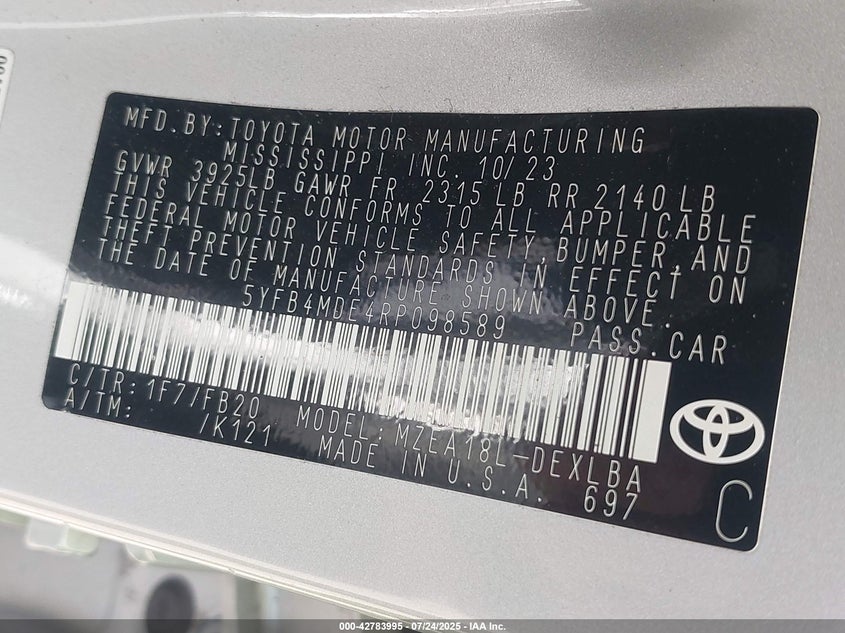 MFD.BY:TOYOTA MOTOR MANUFACTURING
MISSISSIPPI INC. 10/23
GVWR 3925LB GAWR FR 2315 LB RR 2140 LB
THIS VEHICLE CONFORMS TO ALL APPLICABLE
FEDERAL MOTOR VEHICLE SAFETY,BUMPER,AND
THEFT PREVENTION STANDARDS IN EFFECT ON
THE DATE OF MANUFACTURE SHOWN ABOVE.
5YFB4MDE4RP098589 PASS.CAR
C/TR: 1F7/FB20 MODEL: MZEA18L-DEXLBA
A/TM: /K121 MADE IN U.S.A. 697
C
000-42783995 - 07/24/2025 - IAA Inc.